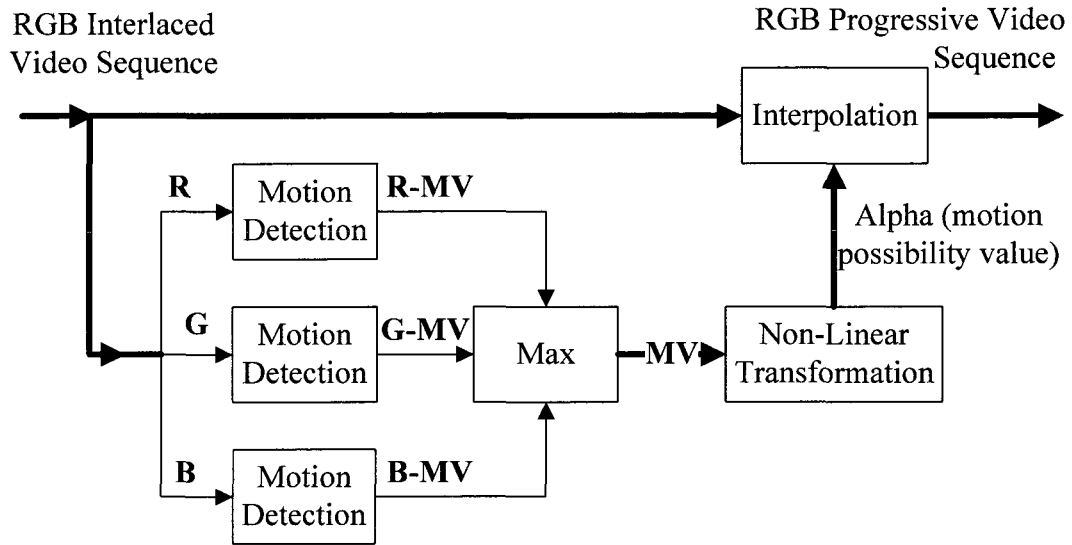 RGB Interlaced
Video Sequence
RGB Progressive Video
Sequence
Interpolation
R
Motion
Detection
R-MV
Alpha (motion
possibility value)
G
Motion
Detection
G-MV
Max
MV
Non-Linear
Transformation
B
Motion
Detection
B-MV